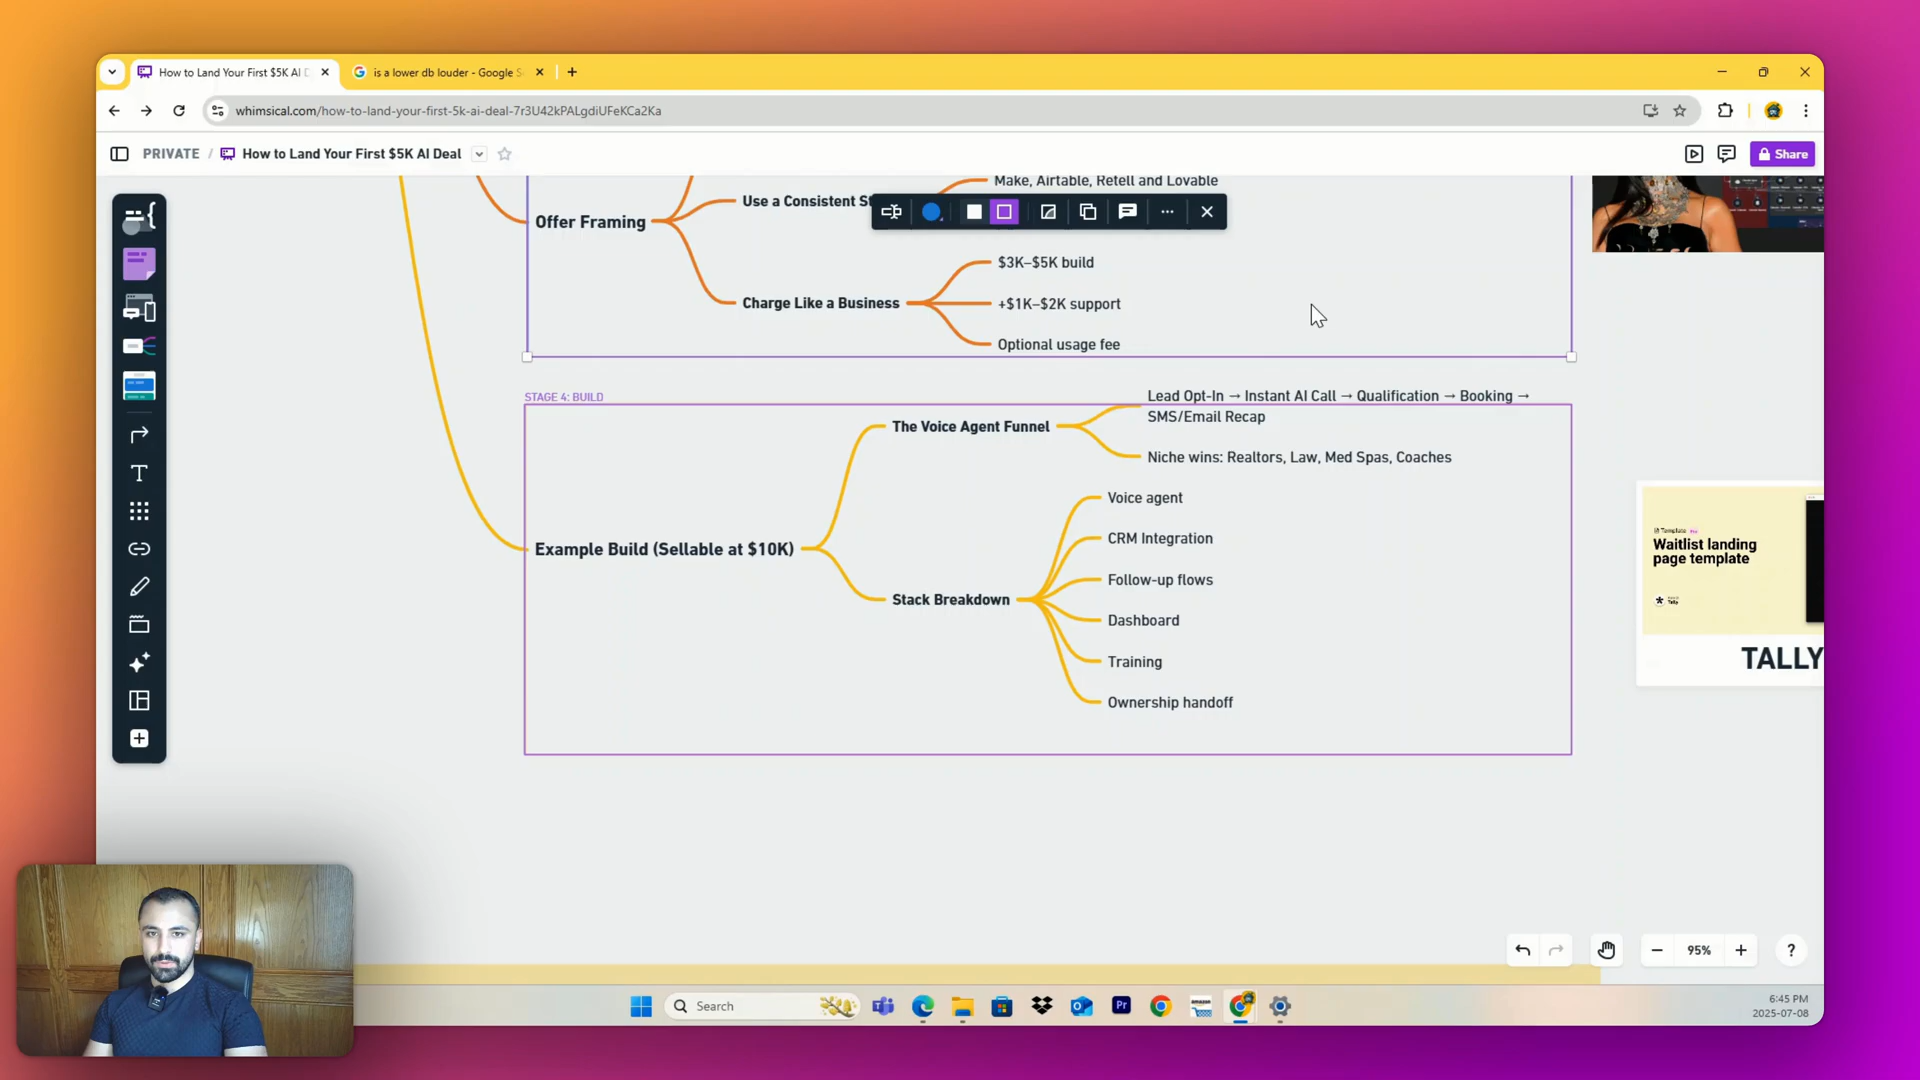 How to Land Your First $5K AI D
is a lower db louder - Google S
whimsical.com/how-to-land-your-first-5k-ai-deal-7r3U42kPALgdiUFeKCa2Ka
PRIVATE / How to Land Your First $5K AI Deal
Share
Make, Airtable, Retell and Lovable
Use a Consistent St
Offer Framing
$3K–$5K build
Charge Like a Business
+$1K–$2K support
Optional usage fee
STAGE 4: BUILD
Lead Opt-In → Instant AI Call → Qualification → Booking →
SMS/Email Recap
The Voice Agent Funnel
Niche wins: Realtors, Law, Med Spas, Coaches
Voice agent
CRM Integration
Example Build (Sellable at $10K)
Follow-up flows
Stack Breakdown
Dashboard
Training
Ownership handoff
Template
Waitlist landing
page template
Tally
TALLY
95%
?
Search
Pr
amazon
6:45 PM
2025-07-08